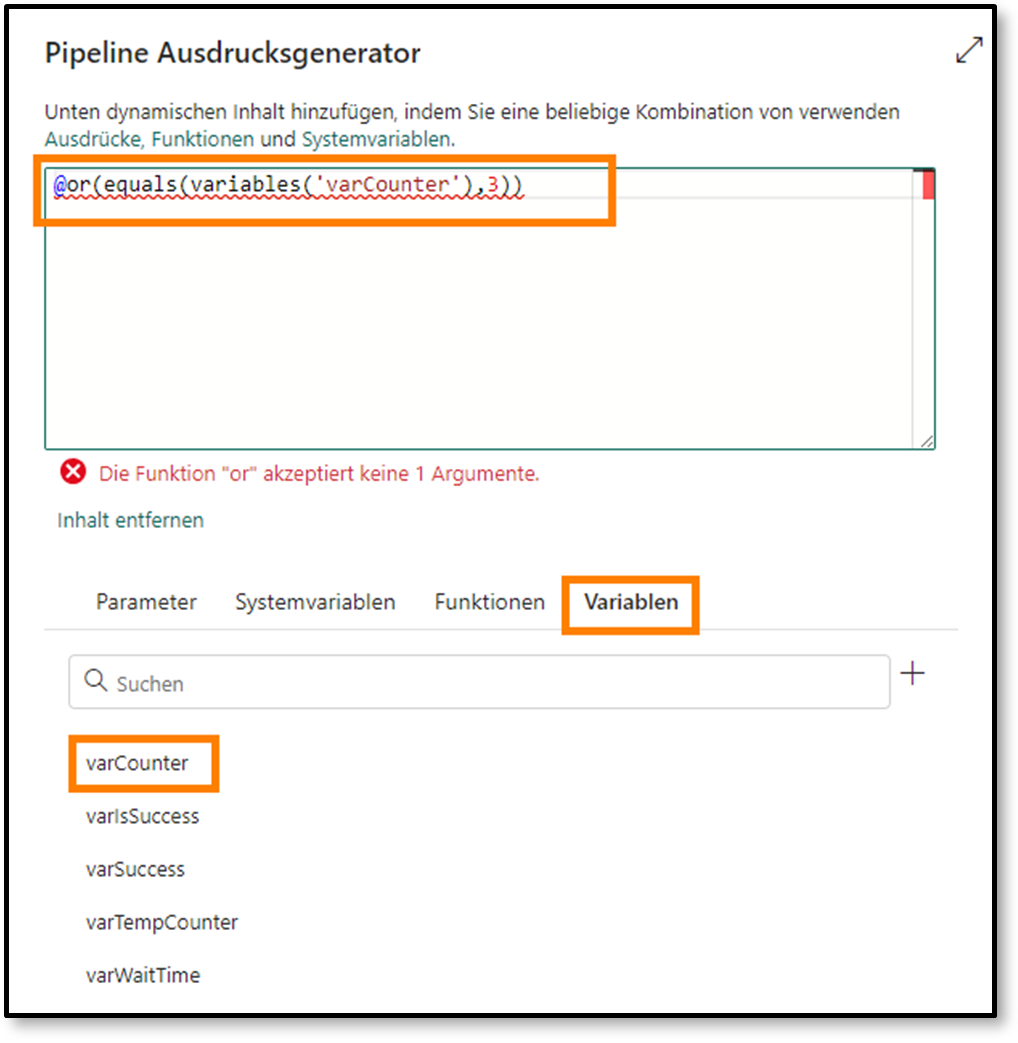 Pipeline Ausdrucksgenerator
Unten dynamischen Inhalt hinzufügen, indem Sie eine beliebige Kombination von verwenden
Ausdrücke, Funktionen und Systemvariablen.
@or(equals(variables('varCounter'),3))
Die Funktion "or" akzeptiert keine 1 Argumente.
Inhalt entfernen
Parameter Systemvariablen Funktionen Variablen
Suchen
varCounter
varIsSuccess
varSuccess
varTempCounter
varWaitTime